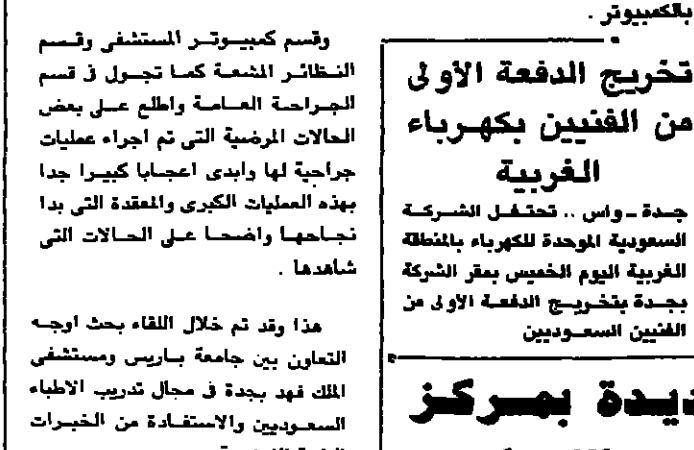 بالكمبيوتر .
تخريج الدفعة الاولى
من الفنيين بكهرباء
الغربية
جدة ـ واس .. تحتفل الشركة
السعودية الموحدة للكهرباء بالمنطقة
الغربية اليوم الخميس بمقر الشركة
بجدة بتخريج الدفعة الاولى من
الفنيين السعوديين
ديدة بمركز
وقسم كمبيوتر المستشفى وقسم
النظائر المشعة كما تجول فى قسم
الجراحة العامة واطلع على بعض
الحالات المرضية التى تم اجراء عمليات
جراحية لها وابدى اعجابا كبيرا جدا
بهذه العمليات الكبرى والمعقدة التى بدا
نجاحها واضحا على الحالات التى
شاهدها .
هذا وقد تم خلال اللقاء بحث اوجه
التعاون بين جامعة باريس ومستشفى
الملك فهد بجدة فى مجال تدريب الاطباء
السعوديين والاستفادة من الخبرات